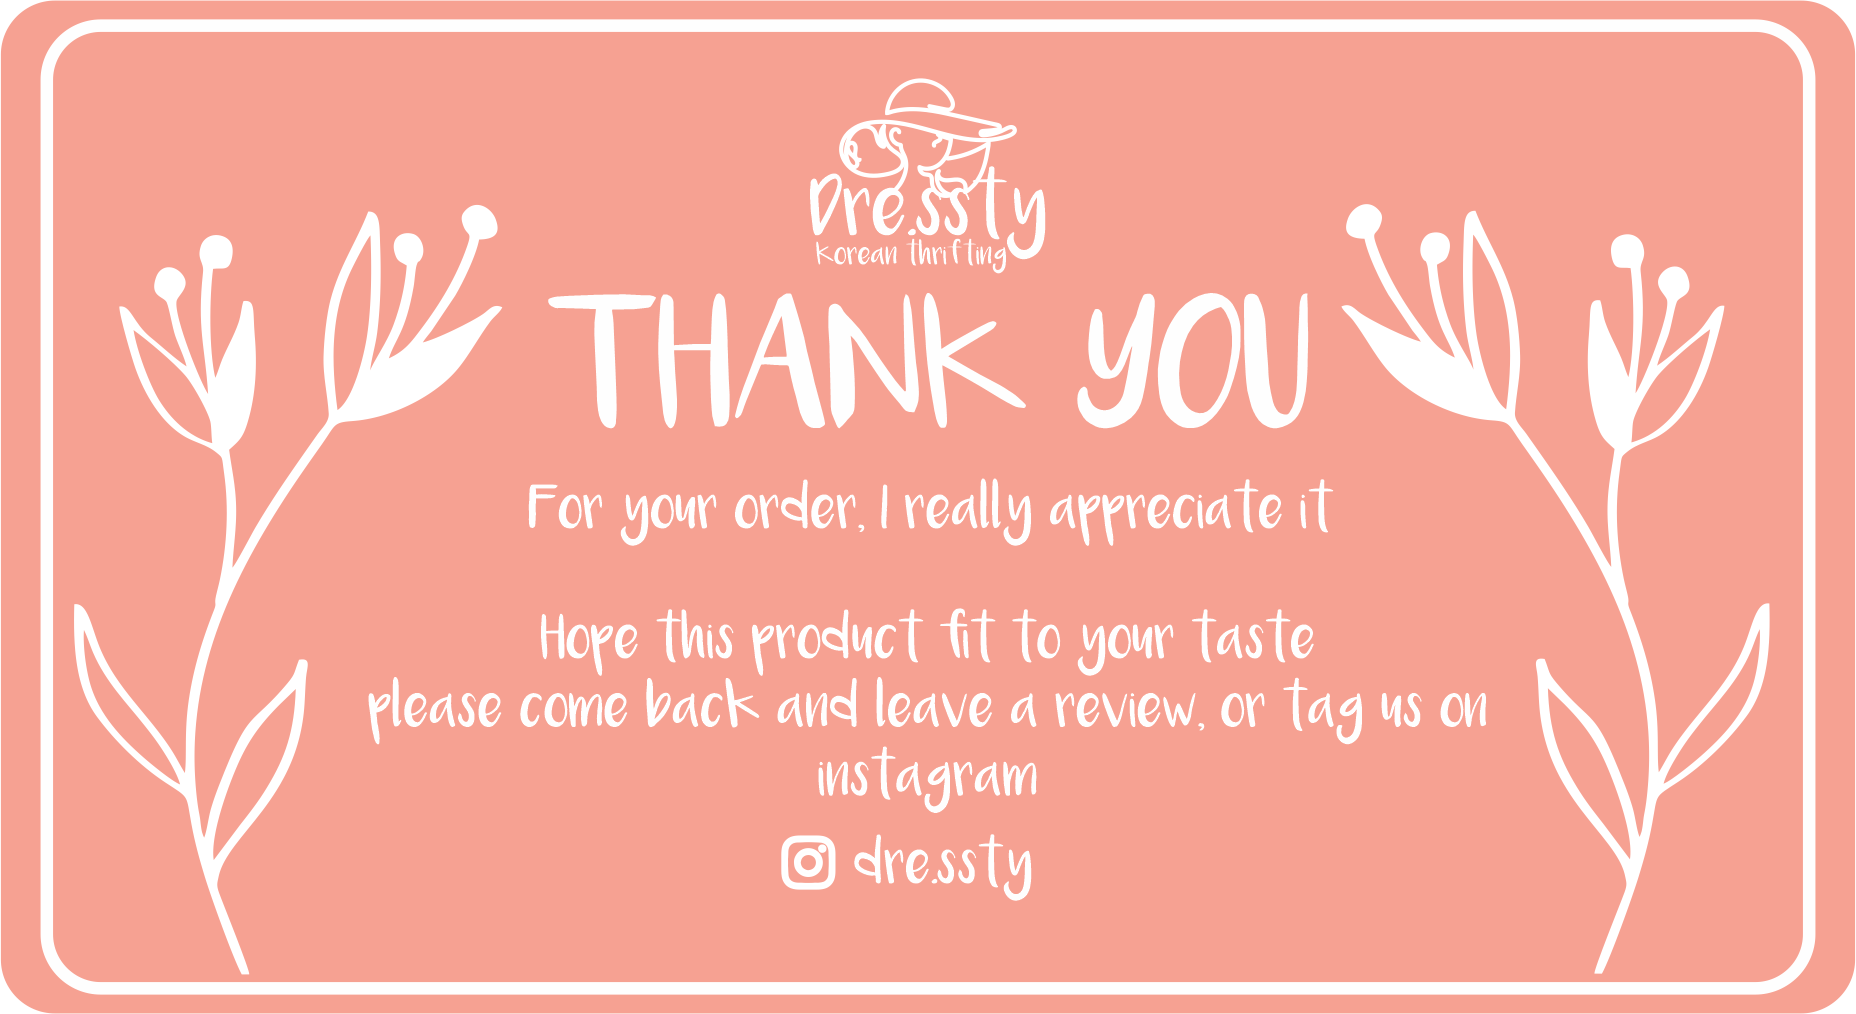 Dre.ssty
Korean thrifting
THANK YOU
For your order, I really appreciate it
Hope this product fit to your taste
please come back and leave a review, or tag us on
instagram
dre.ssty